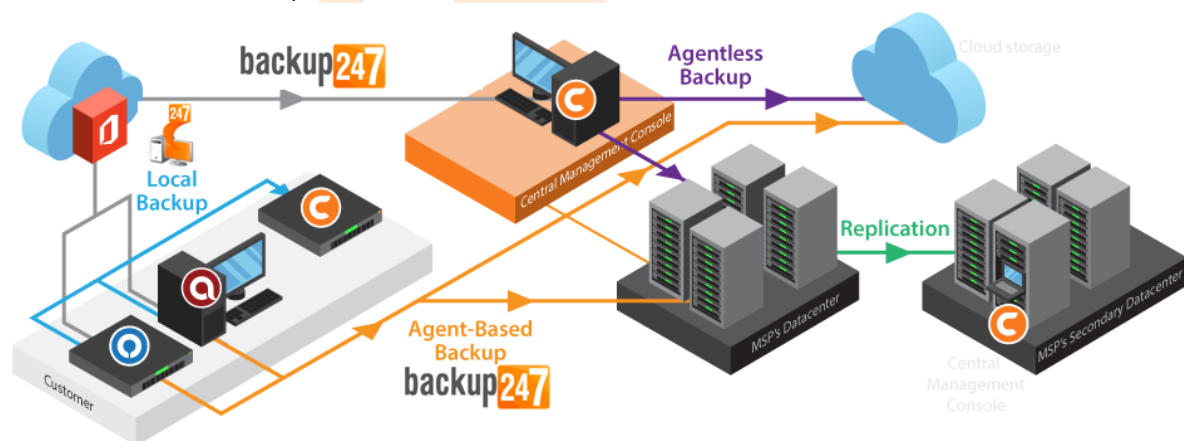 backup247
Agentless
Backup
Cloud storage
247
Local
Backup
Central Management Console
Replication
Agent-Based
Backup
backup247
Customer
MSP's Datacenter
MSP's Secondary Datacenter
Central
Management
Console